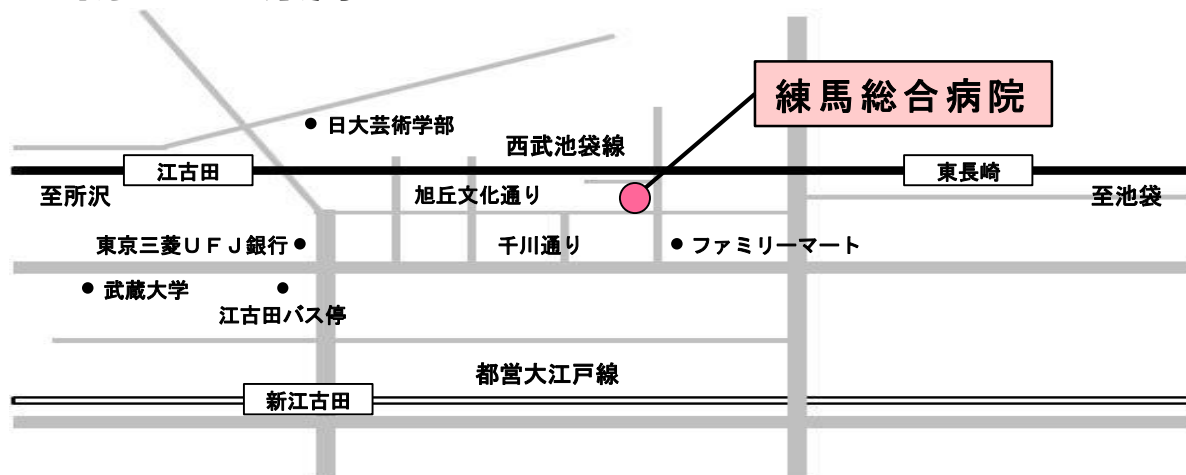 練馬総合病院
日大芸術学部
西武池袋線
江古田
東長崎
至所沢
旭丘文化通り
至池袋
東京三菱ＵＦＪ銀行
千川通り
ファミリーマート
武蔵大学
江古田バス停
都営大江戸線
新江古田